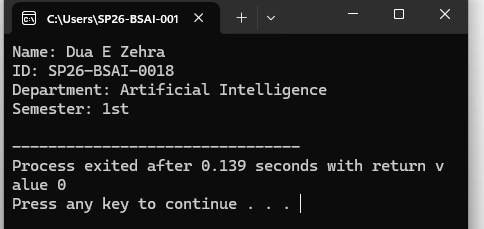 C:\Users\SP26-BSAI-001
Name: Dua E Zehra
ID: SP26-BSAI-0018
Department: Artificial Intelligence
Semester: 1st
--------------------------------
Process exited after 0.139 seconds with return v
alue 0
Press any key to continue . . .